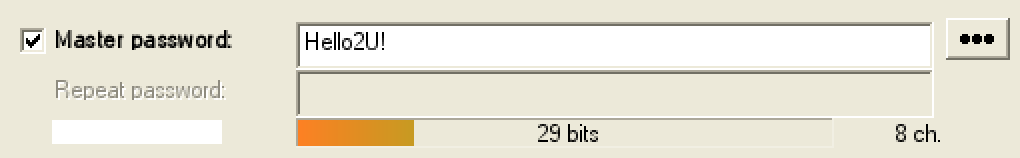 Master password: Hello2U!
Repeat password:
29 bits 8 ch.